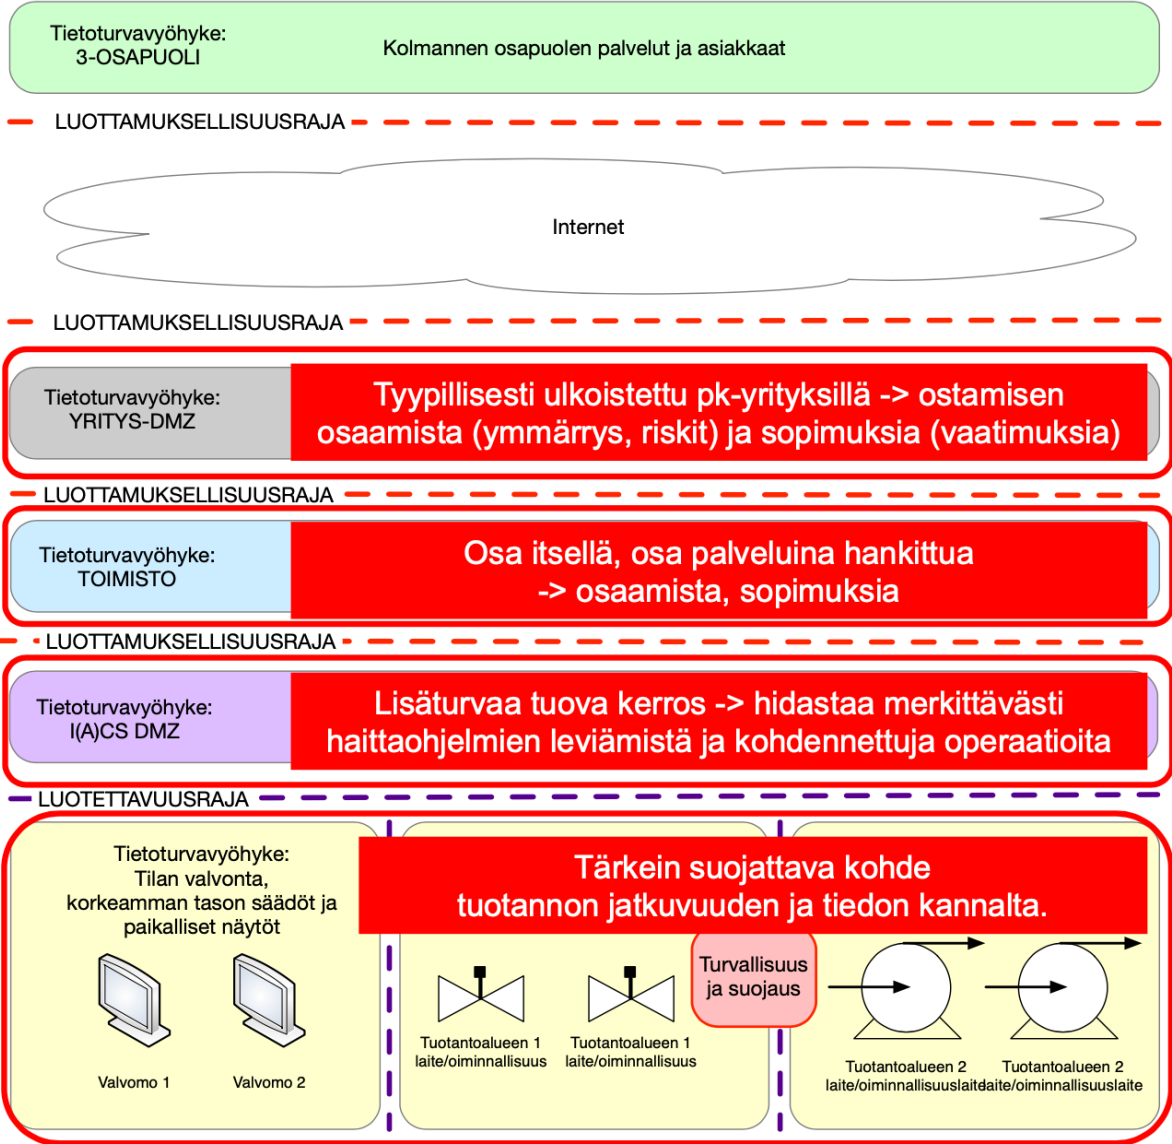 Tietoturvavyöhyke:
3-OSAPUOLI
Kolmannen osapuolen palvelut ja asiakkaat
LUOTTAMUKSELLISUUSRAJA
Internet
LUOTTAMUKSELLISUUSRAJA
Tietoturvavyöhyke:
YRITYS-DMZ
Tyypillisesti ulkoistettu pk-yrityksillä -> ostamisen
osaamista (ymmärrys, riskit) ja sopimuksia (vaatimuksia)
LUOTTAMUKSELLISUUSRAJA
Tietoturvavyöhyke:
TOIMISTO
Osa itsellä, osa palveluina hankittua
-> osaamista, sopimuksia
LUOTTAMUKSELLISUUSRAJA
Tietoturvavyöhyke:
I(A)CS DMZ
Lisäturvaa tuova kerros -> hidastaa merkittävästi
haittaohjelmien leviämistä ja kohdennettuja operaatioita
LUOTETTAVUUSRAJA
Tietoturvavyöhyke:
Tilan valvonta,
korkeamman tason säädöt ja
paikalliset näytöt
Tärkein suojattava kohde
tuotannon jatkuvuuden ja tiedon kannalta.
Turvallisuus
ja suojaus
Valvomo 1
Valvomo 2
Tuotantoalueen 1
laite/oiminnallisuus
Tuotantoalueen 1
laite/oiminnallisuus
Tuotantoalueen 2
laite/oiminnallisuuslaite
Tuotantoalueen 2
laite/oiminnallisuuslaite